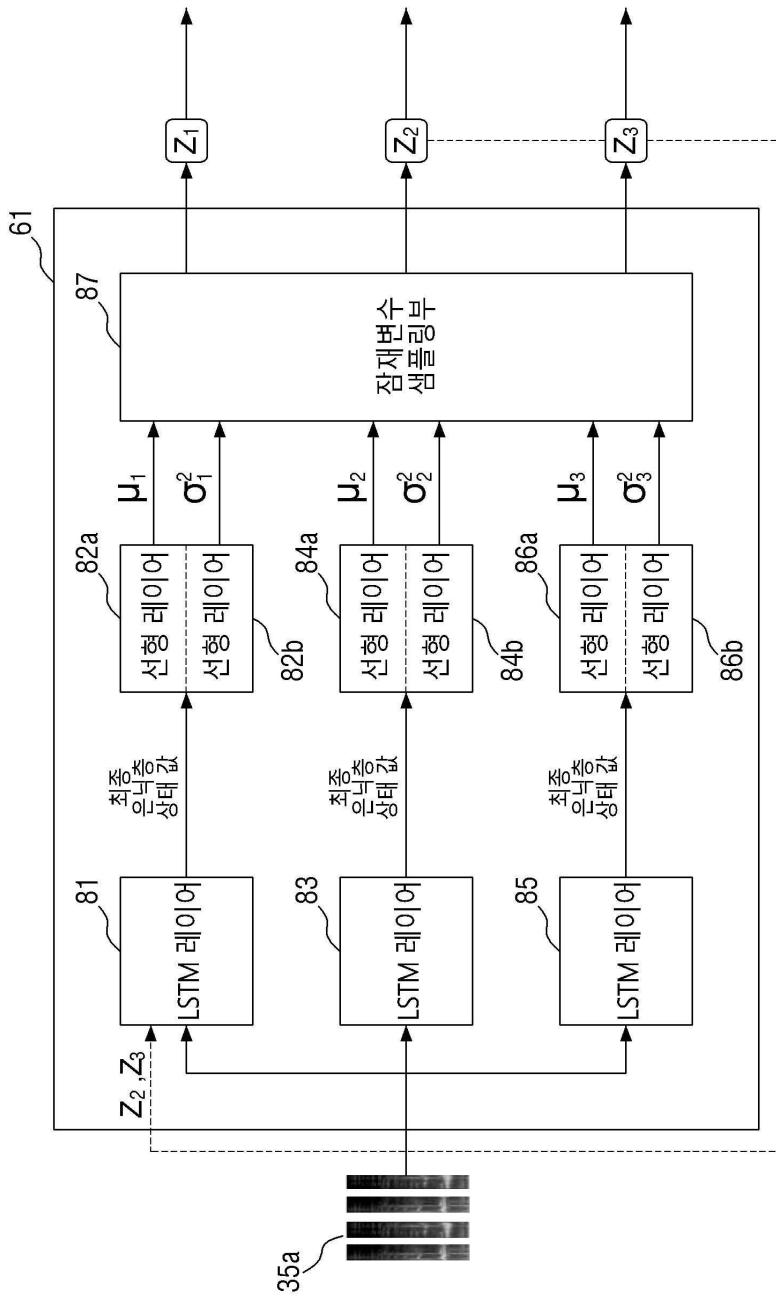 61
87
82a
81
Z₂ ,Z₃
LSTM 레이어
최종
은닉층
상태 값
선형 레이어
선형 레이어
82b
μ₁
σ²₁
Z₁
84a
83
LSTM 레이어
최종
은닉층
상태 값
선형 레이어
선형 레이어
84b
μ₂
σ²₂
잠재변수
샘플링부
Z₂
35a
86a
85
LSTM 레이어
최종
은닉층
상태 값
선형 레이어
선형 레이어
86b
μ₃
σ²₃
Z₃